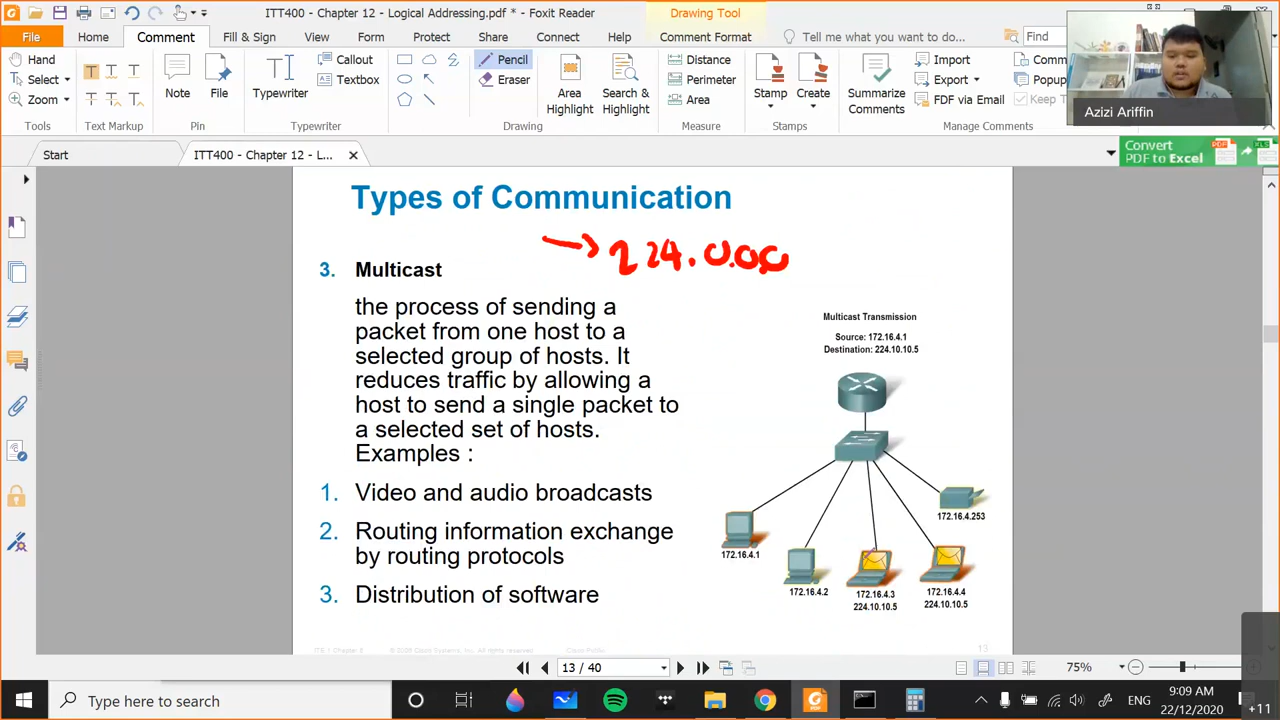 ITT400 - Chapter 12 - Logical Addressing.pdf * - Foxit Reader
Drawing Tool
File
Home
Comment
Fill & Sign
View
Form
Protect
Share
Connect
Help
Comment Format
Tell me what you want to do...
Find
Hand
Select
Zoom
Tools
Text Markup
Note
File
Pin
Typewriter
Callout
Textbox
Typewriter
Pencil
Eraser
Drawing
Area
Highlight
Search &
Highlight
Distance
Perimeter
Area
Measure
Stamp
Create
Stamps
Summarize
Comments
Import
Export
FDF via Email
Comm
Popup
Keep T
Manage Comments
Azizi Ariffin
Start
ITT400 - Chapter 12 - L...
Convert
PDF to Excel
Types of Communication
224.0.0.0
3. Multicast
the process of sending a
packet from one host to a
selected group of hosts. It
reduces traffic by allowing a
host to send a single packet to
a selected set of hosts.
Examples :
1. Video and audio broadcasts
2. Routing information exchange
by routing protocols
3. Distribution of software
Multicast Transmission
Source: 172.16.4.1
Destination: 224.10.10.5
172.16.4.253
172.16.4.1
172.16.4.2
172.16.4.3
224.10.10.5
172.16.4.4
224.10.10.5
13
13 / 40
75%
Type here to search
ENG
9:09 AM
22/12/2020
+11